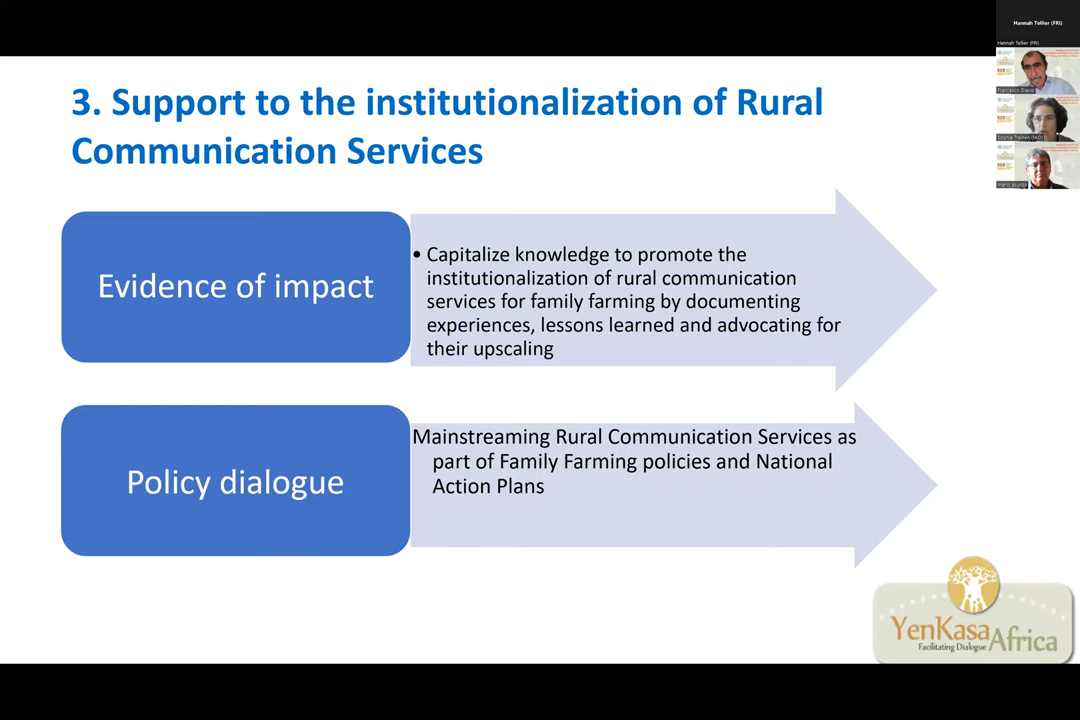 Hannah Tellier (FRI)
Hannah Tellier (FRI)
3. Support to the institutionalization of Rural
Communication Services
Evidence of impact
• Capitalize knowledge to promote the
institutionalization of rural communication
services for family farming by documenting
experiences, lessons learned and advocating for
their upscaling
Policy dialogue
Mainstreaming Rural Communication Services as
part of Family Farming policies and National
Action Plans
YenKasa
Africa
Facilitating Dialogue